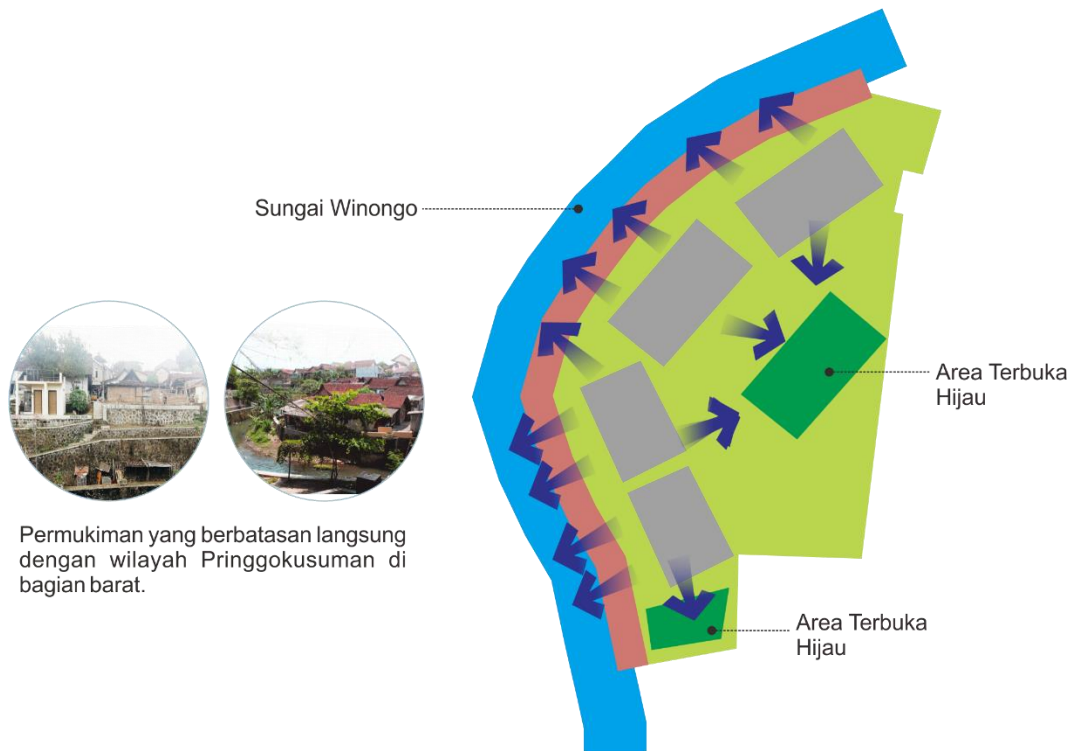 Sungai Winongo
Permukiman yang berbatasan langsung
dengan wilayah Pringgokusuman di
bagian barat.
Area Terbuka
Hijau
Area Terbuka
Hijau